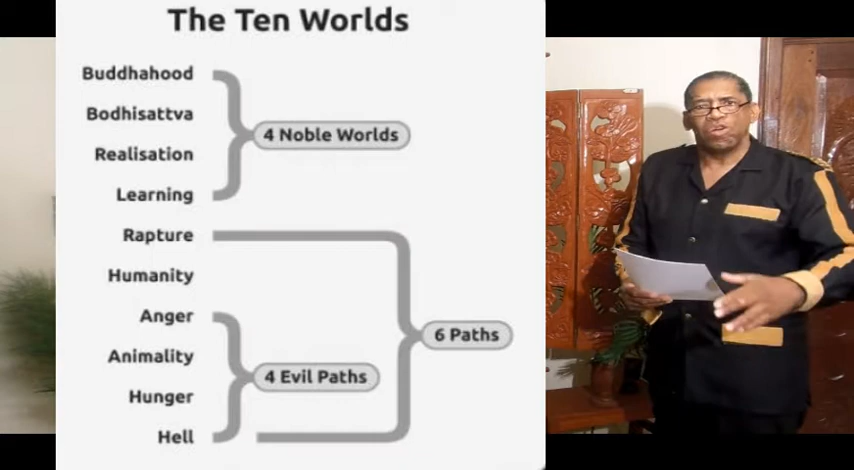 The Ten Worlds
Buddhahood
Bodhisattva
4 Noble Worlds
Realisation
Learning
Rapture
Humanity
Anger
6 Paths
Animality
4 Evil Paths
Hunger
Hell